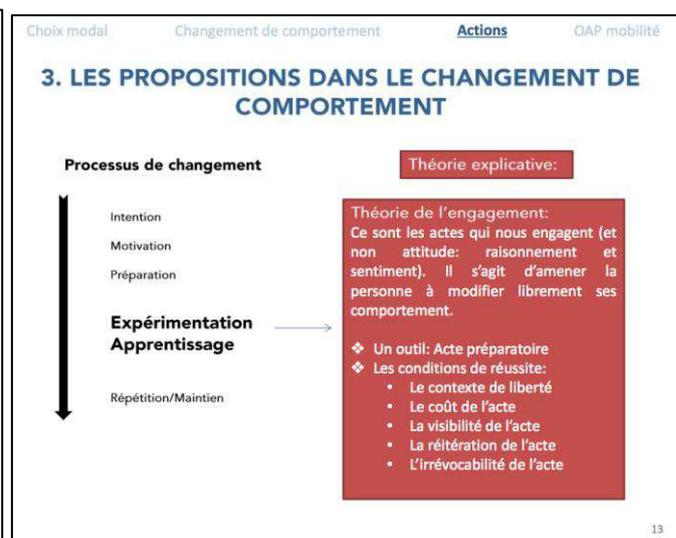 Choix modal Changement de comportement Actions OAP mobilité
3. LES PROPOSITIONS DANS LE CHANGEMENT DE
COMPORTEMENT
Processus de changement
Intention
Motivation
Préparation
Expérimentation
Apprentissage
Répétition/Maintien
Théorie explicative:
Théorie de l'engagement:
Ce sont les actes qui nous engagent (et
non attitude: raisonnement et
sentiment). Il s'agit d'amener la
personne à modifier librement ses
comportement.
❖ Un outil: Acte préparatoire
❖ Les conditions de réussite:
• Le contexte de liberté
• Le coût de l'acte
• La visibilité de l'acte
• La réitération de l'acte
• L'irrévocabilité de l'acte
13